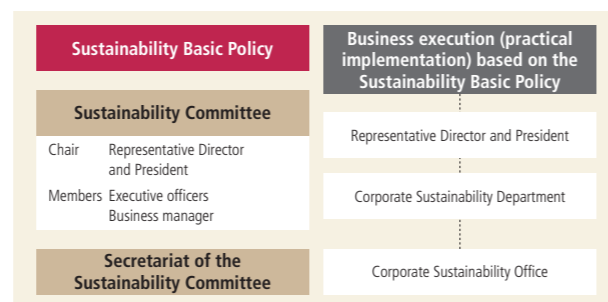 Sustainability Basic Policy
Sustainability Committee
Chair Representative Director
and President
Members Executive officers
Business manager
Secretariat of the
Sustainability Committee
Business execution (practical
implementation) based on the
Sustainability Basic Policy
Representative Director and President
Corporate Sustainability Department
Corporate Sustainability Office